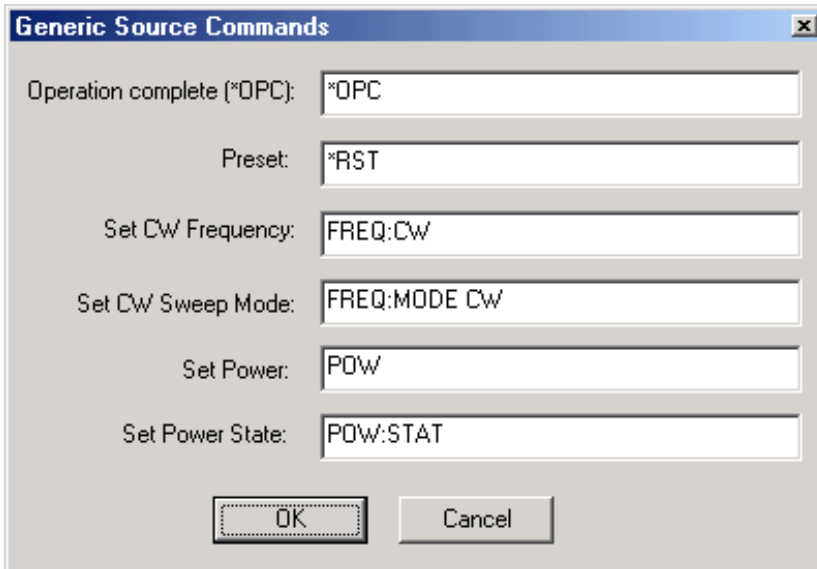 Generic Source Commands
Operation complete (*OPC): *OPC
Preset: *RST
Set CW Frequency: FREQ:CW
Set CW Sweep Mode: FREQ:MODE CW
Set Power: POW
Set Power State: POW:STAT
OK Cancel